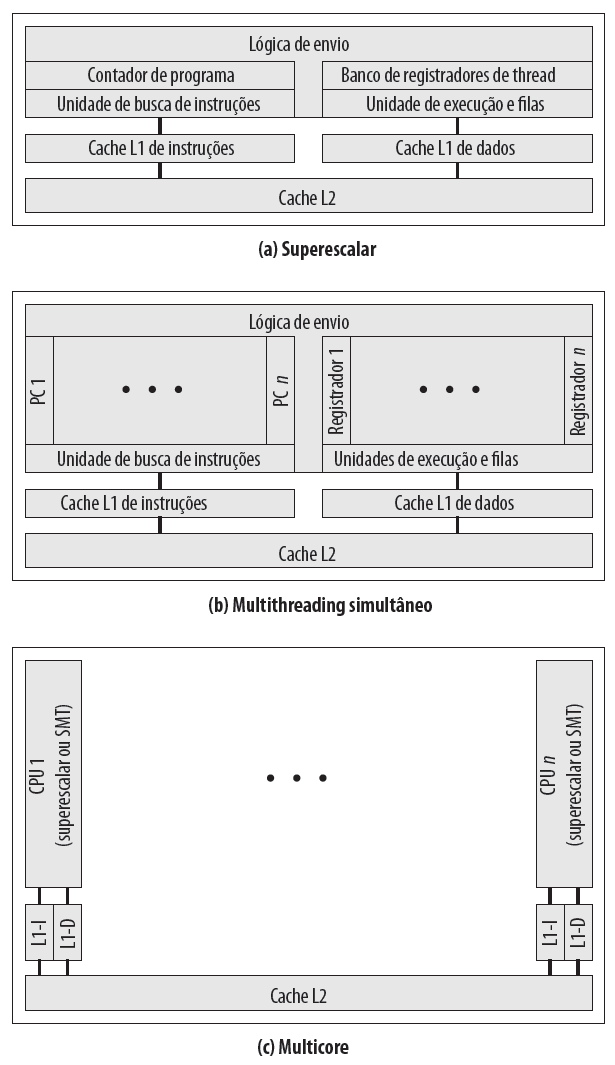 Lógica de envio
Contador de programa
Banco de registradores de thread
Unidade de busca de instruções
Unidade de execução e filas
Cache L1 de instruções
Cache L1 de dados
Cache L2
(a) Superescalar
Lógica de envio
PC 1
PC n
Registrador 1
Registrador n
Unidade de busca de instruções
Unidades de execução e filas
Cache L1 de instruções
Cache L1 de dados
Cache L2
(b) Multithreading simultâneo
CPU 1
(superescalar ou SMT)
CPU n
(superescalar ou SMT)
L1-I
L1-D
L1-I
L1-D
Cache L2
(c) Multicore